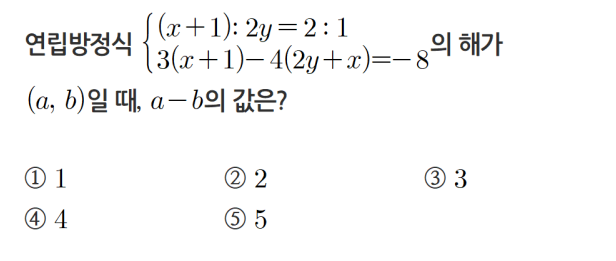 연립방정식 { (x+1): 2y=2 : 1
3(x+1)-4(2y+x)=-8 의 해가
(a, b)일 때, a-b의 값은?
① 1 ② 2 ③ 3
④ 4 ⑤ 5